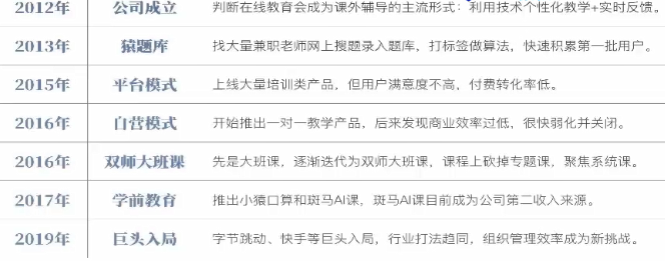 2012年 公司成立 判断在线教育会成为课外辅导的主流形式：利用技术个性化教学+实时反馈。
2013年 猿题库 找大量兼职老师网上搜题录入题库，打标签做算法，快速积累第一批用户。
2015年 平台模式 上线大量培训类产品，但用户满意度不高，付费转化率低。
2016年 自营模式 开始推出一对一教学产品，后来发现商业效率过低，很快弱化并关闭。
2016年 双师大班课 先是大班课，逐渐迭代为双师大班课，课程上砍掉专题课，聚焦系统课。
2017年 学前教育 推出小猿口算和斑马AI课，斑马AI课目前成为公司第二收入来源。
2019年 巨头入局 字节跳动、快手等巨头入局，行业打法趋同，组织管理效率成为新挑战。